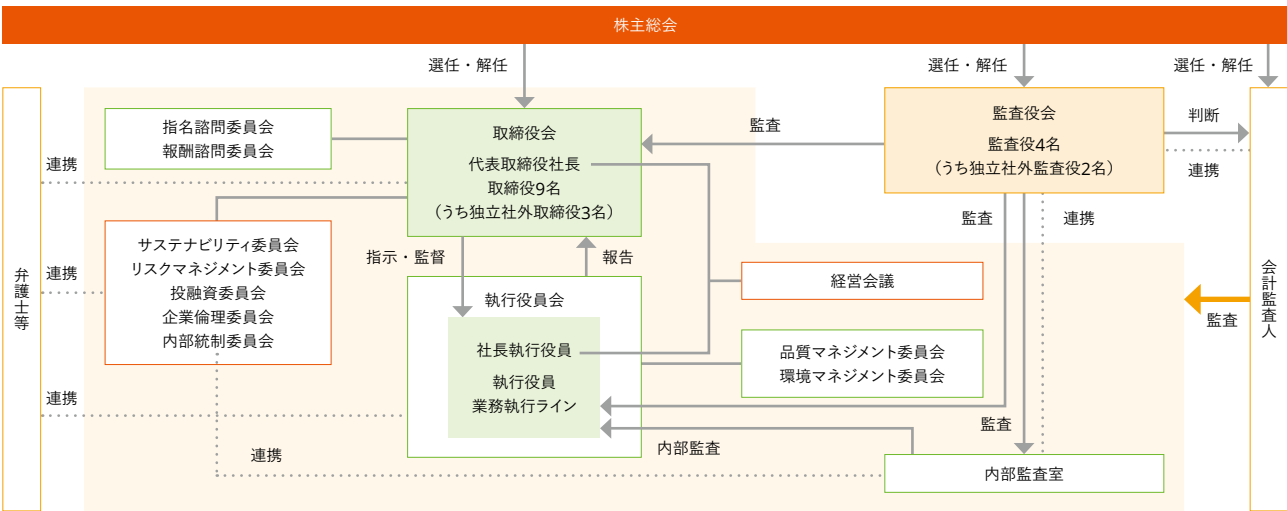 株主総会
選任・解任
選任・解任
選任・解任
指名諮問委員会
報酬諮問委員会
取締役会
代表取締役社長
取締役9名
（うち独立社外取締役3名）
監査
監査役会
監査役4名
（うち独立社外監査役2名）
判断
連携
連携
サステナビリティ委員会
リスクマネジメント委員会
投融資委員会
企業倫理委員会
内部統制委員会
連携
弁護士等
指示・監督
報告
監査
連携
執行役員会
社長執行役員
執行役員
業務執行ライン
経営会議
品質マネジメント委員会
環境マネジメント委員会
会計監査人
監査
連携
連携
内部監査
監査
内部監査室